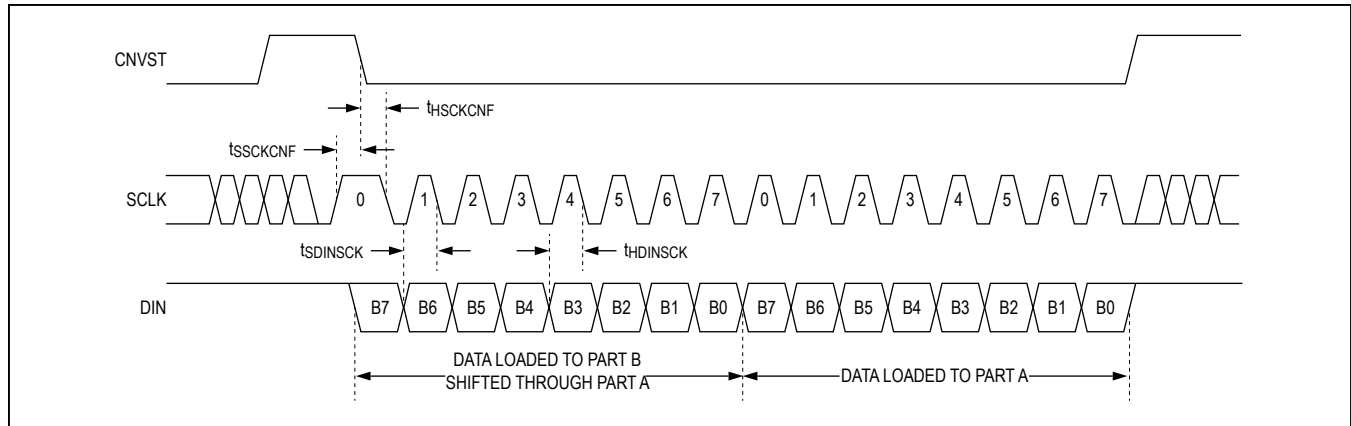 CNVST
tHSCKCNF
tSSCKCNF
SCLK 0 1 2 3 4 5 6 7 0 1 2 3 4 5 6 7
tSDINSCK tHDINSCK
DIN B7 B6 B5 B4 B3 B2 B1 B0 B7 B6 B5 B4 B3 B2 B1 B0
DATA LOADED TO PART B
SHIFTED THROUGH PART A
DATA LOADED TO PART A